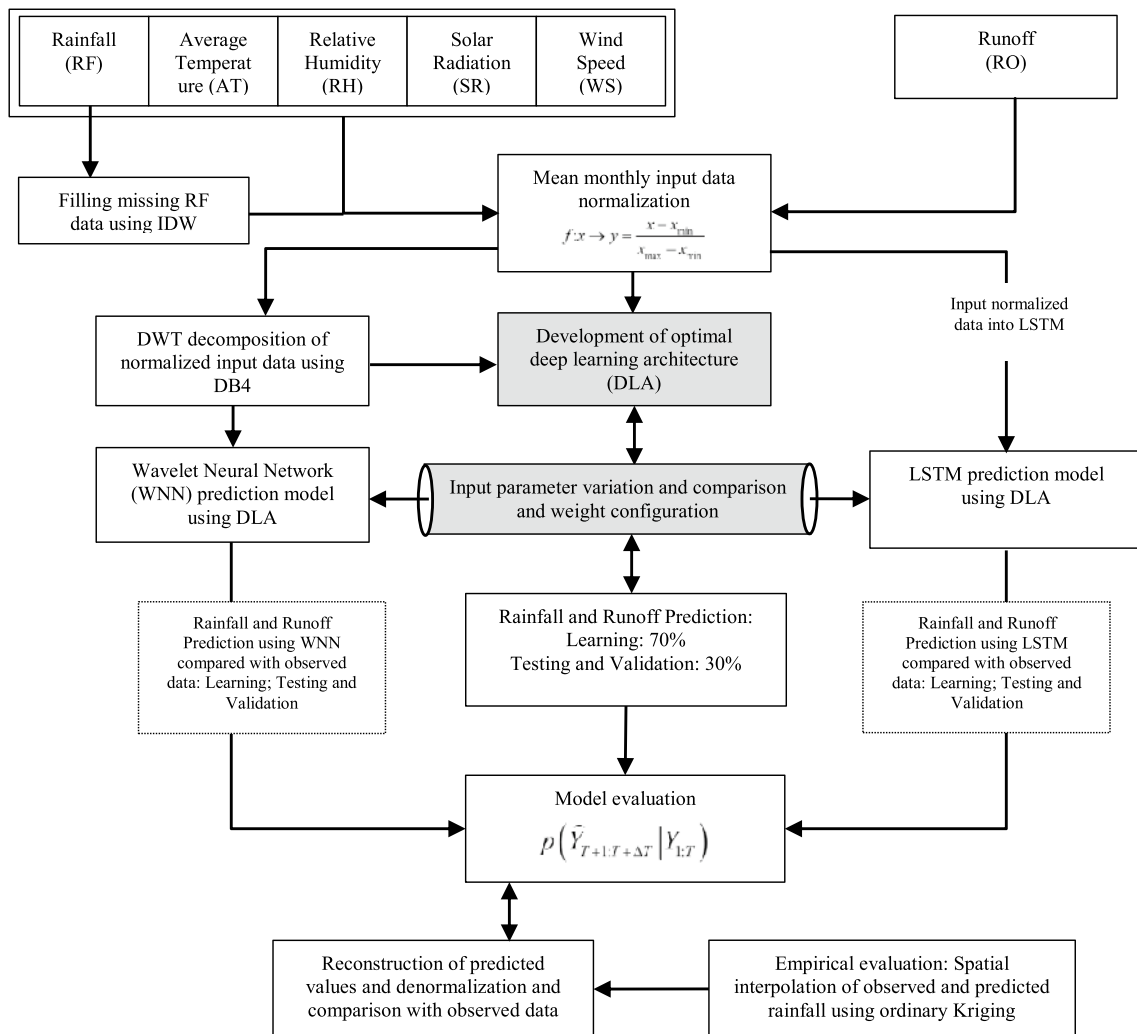 Rainfall
(RF)
Average
Temperat
ure (AT)
Relative
Humidity
(RH)
Solar
Radiation
(SR)
Wind
Speed
(WS)
Runoff
(RO)
Filling missing RF
data using IDW
Mean monthly input data
normalization
f:x → y = (x − x_min) / (x_max − x_min)
DWT decomposition of
normalized input data using
DB4
Development of optimal
deep learning architecture
(DLA)
Input normalized
data into LSTM
Wavelet Neural Network
(WNN) prediction model
using DLA
Input parameter variation and comparison
and weight configuration
LSTM prediction model
using DLA
Rainfall and Runoff
Prediction using WNN
compared with observed
data: Learning; Testing and
Validation
Rainfall and Runoff Prediction:
Learning: 70%
Testing and Validation: 30%
Rainfall and Runoff
Prediction using LSTM
compared with observed
data: Learning; Testing and
Validation
Model evaluation
p(Ỹ_{T+1:T+ΔT} | Y_{1:T})
Reconstruction of predicted
values and denormalization and
comparison with observed data
Empirical evaluation: Spatial
interpolation of observed and predicted
rainfall using ordinary Kriging